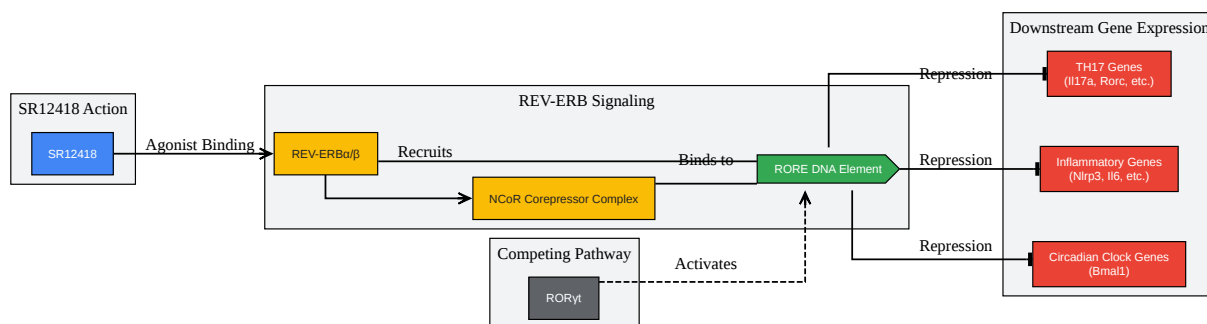 SR12418 Action
SR12418
Agonist Binding
REV-ERB Signaling
REV-ERBα/β
Recruits
NCoR Corepressor Complex
Binds to
RORE DNA Element
Competing Pathway
RORγt
Activates
Repression
Repression
Repression
Downstream Gene Expression
TH17 Genes
(Il17a, Rorc, etc.)
Inflammatory Genes
(Nlrp3, Il6, etc.)
Circadian Clock Genes
(Bmal1)